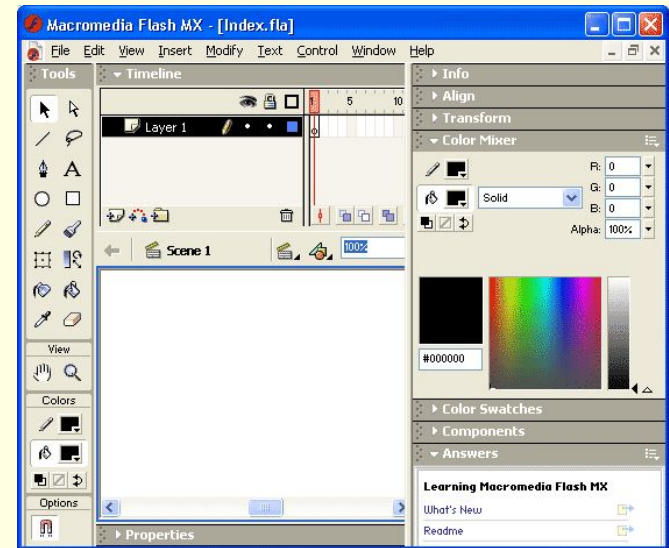 Macromedia Flash MX - [Index.fla]
File Edit View Insert Modify Text Control Window Help
Tools
Timeline
1 5 10
Layer 1
Scene 1
100%
A
View
Colors
Options
Properties
Info
Align
Transform
Color Mixer
R: 0
Solid
G: 0
B: 0
Alpha: 100%
#000000
Color Swatches
Components
Answers
Learning Macromedia Flash MX
What's New
Readme